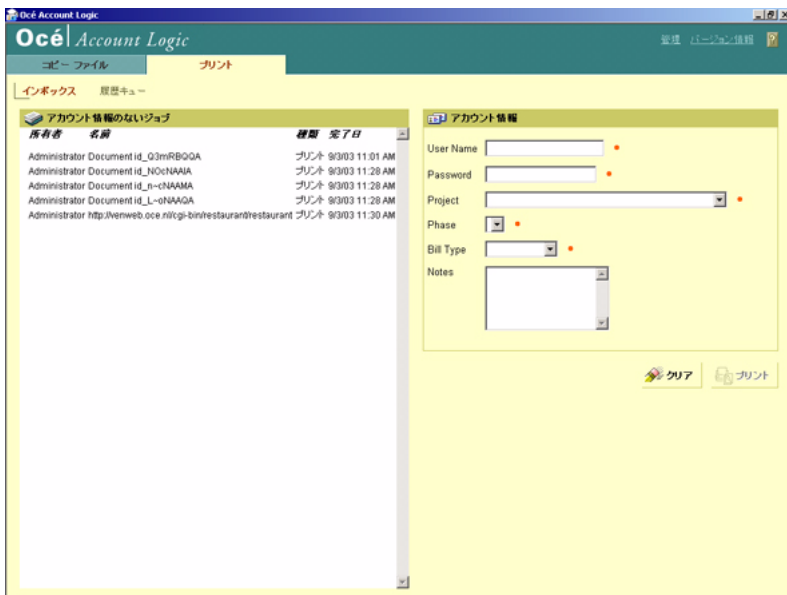 Océ Account Logic
Océ Account Logic
管理 バージョン情報 ?
コピー ファイル プリント
インボックス 履歴キュー
アカウント情報のないジョブ
所有者 名前 種類 完了日
Administrator Document id_Q3mRBQQA プリント 9/3/03 11:01 AM
Administrator Document id_NOcNAAIA プリント 9/3/03 11:28 AM
Administrator Document id_n~cNAAMA プリント 9/3/03 11:28 AM
Administrator Document id_L~oNAAQA プリント 9/3/03 11:28 AM
Administrator http://venweb.oce.nl/cgi-bin/restaurant/restaurant プリント 9/3/03 11:30 AM
アカウント情報
User Name
Password
Project
Phase
Bill Type
Notes
クリア プリント